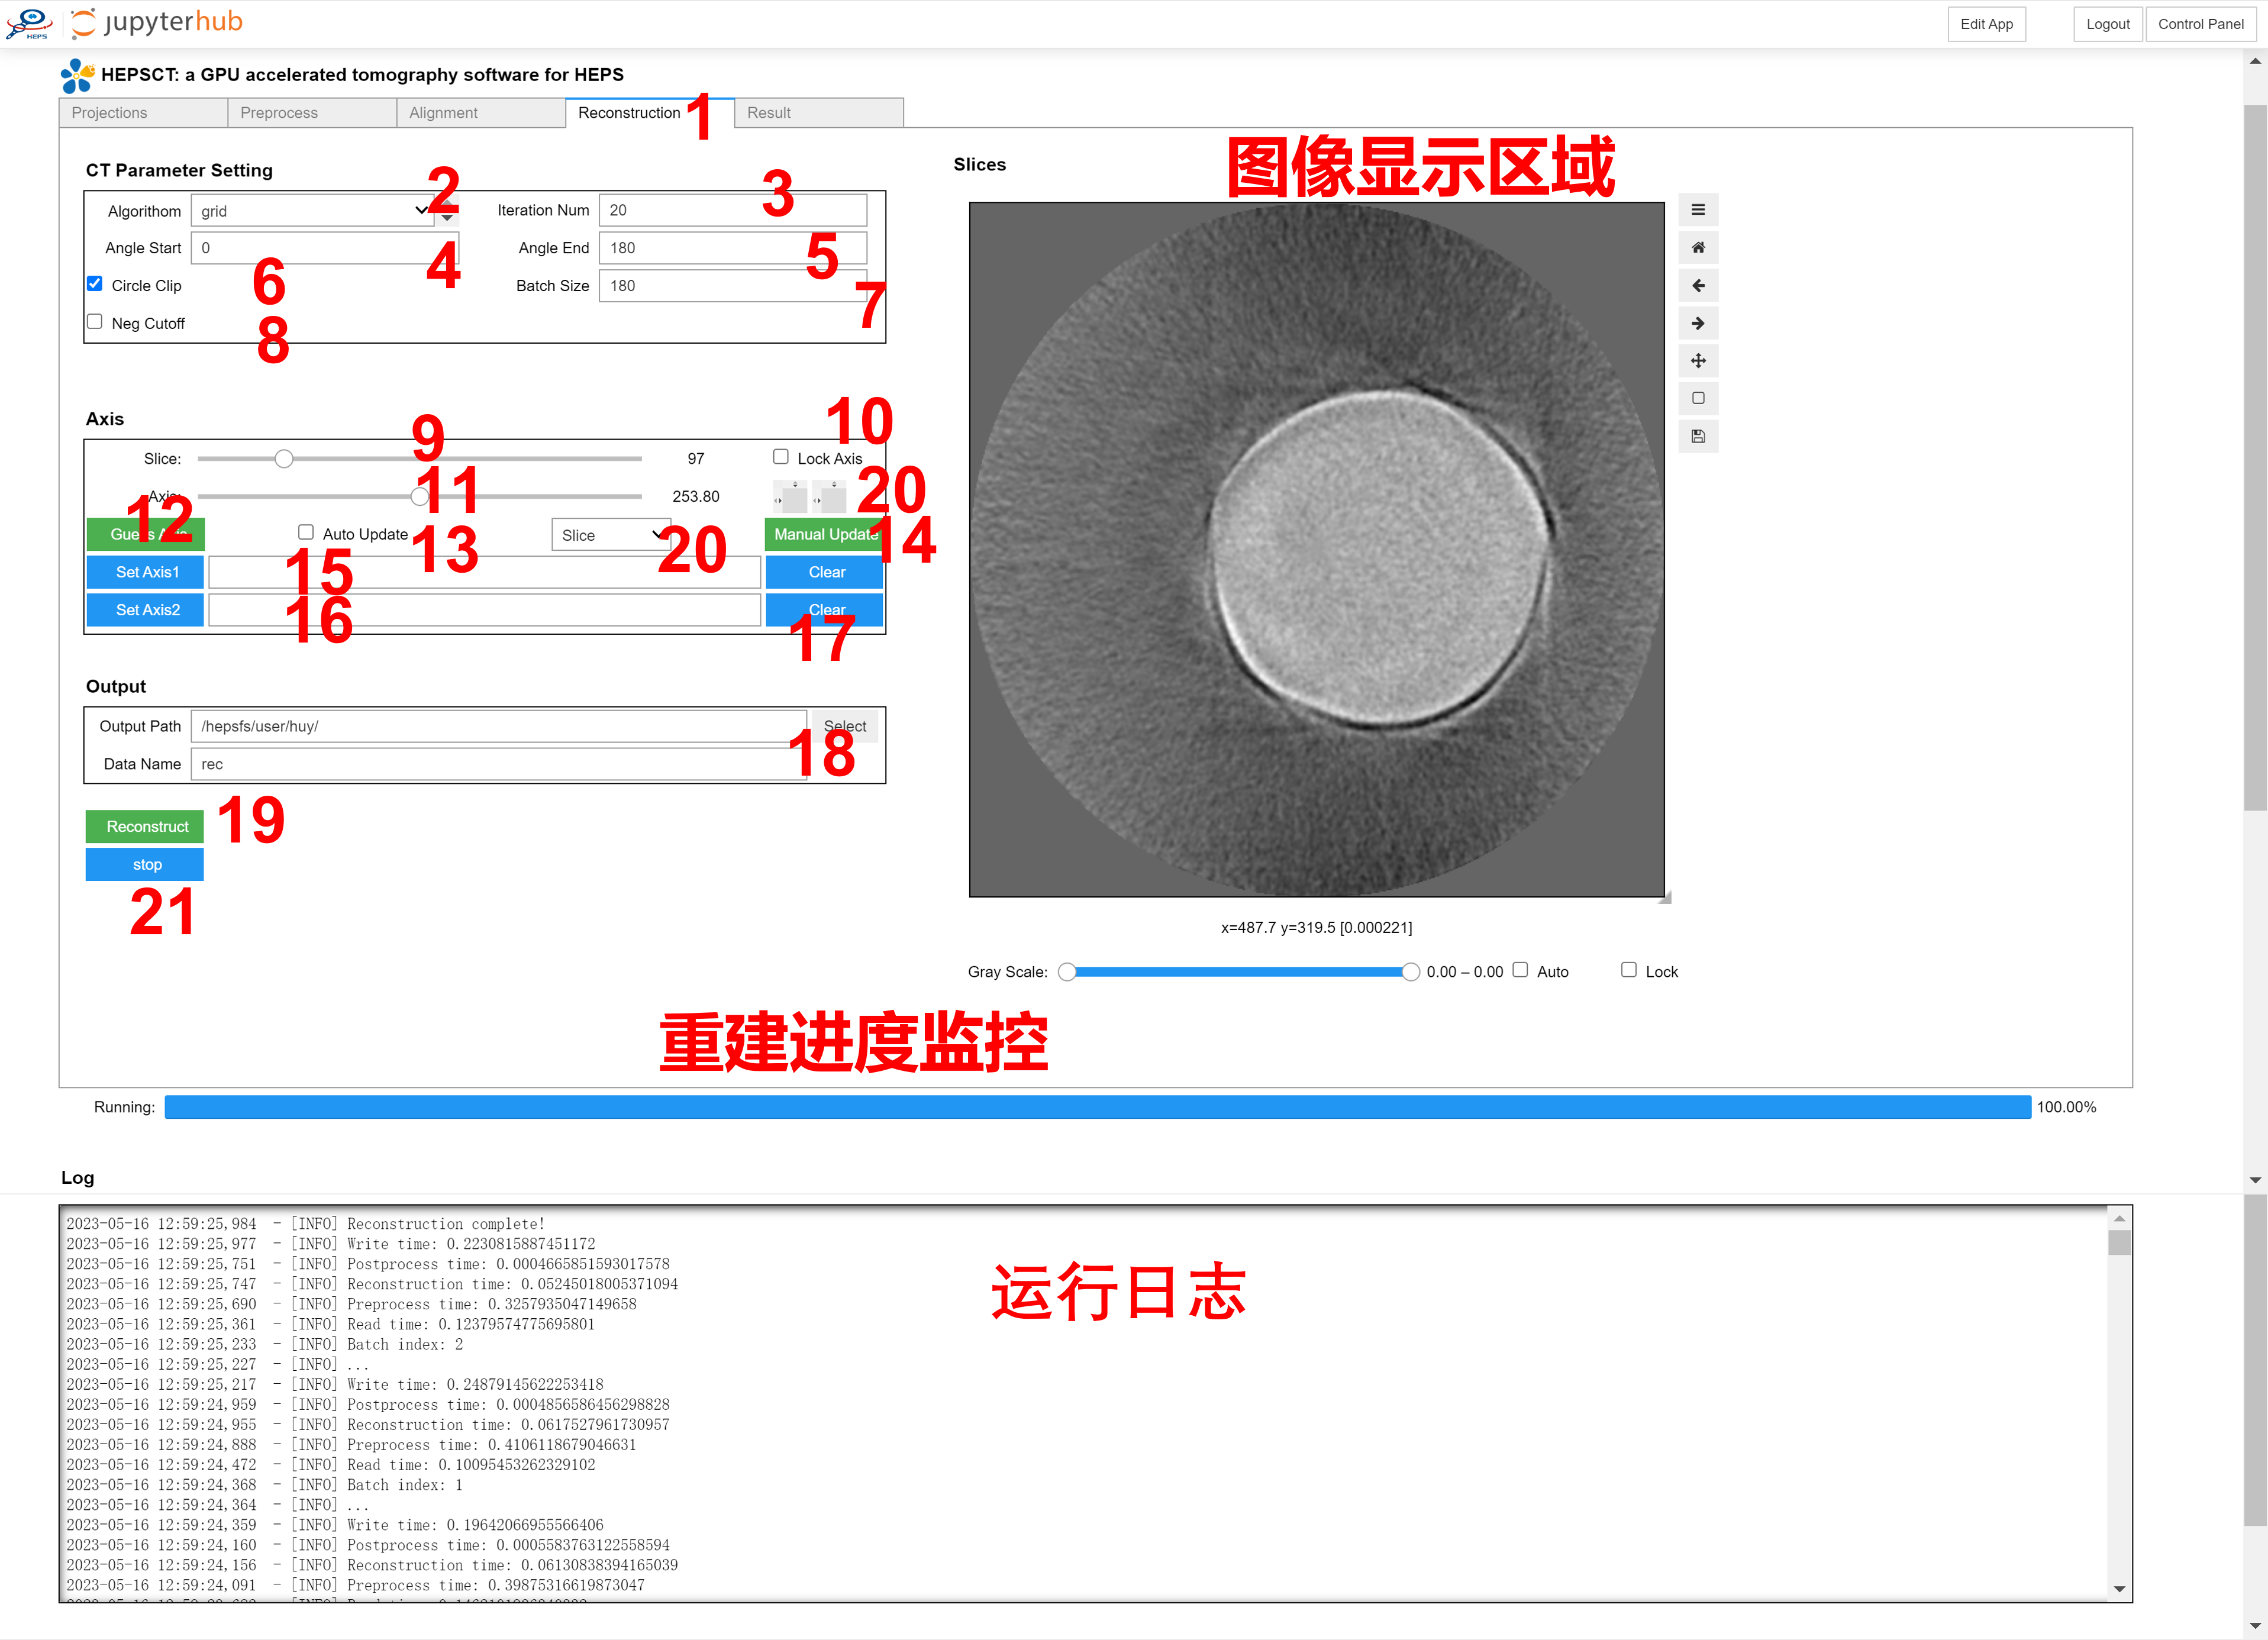 HEPS jupyterhub Edit App Logout Control Panel
HEPSCT: a GPU accelerated tomography software for HEPS
Projections Preprocess Alignment Reconstruction 1 Result
CT Parameter Setting
Algorithom grid 2 Iteration Num 20 3
Angle Start 0 4 Angle End 180 5
Circle Clip 6 Batch Size 180 7
Neg Cutoff 8
Axis
Slice: 9 97 Lock Axis 10
Axis: 11 253.80 20
12 Auto Update 13 Slice 20 Manual Update 14
Set Axis1 15 Clear
Set Axis2 16 Clear 17
Output
Output Path /hepsfs/user/huy/ Select
Data Name rec 18
Reconstruct 19
stop
21
Slices 图像显示区域
x=487.7 y=319.5 [0.000221]
Gray Scale: 0.00 – 0.00 Auto Lock
重建进度监控
Running: 100.00%
Log
运行日志
2023-05-16 12:59:25,984 - [INFO] Reconstruction complete!
2023-05-16 12:59:25,977 - [INFO] Write time: 0.2230815887451172
2023-05-16 12:59:25,751 - [INFO] Postprocess time: 0.0004665851593017578
2023-05-16 12:59:25,747 - [INFO] Reconstruction time: 0.05245018005371094
2023-05-16 12:59:25,690 - [INFO] Preprocess time: 0.3257935047149658
2023-05-16 12:59:25,361 - [INFO] Read time: 0.12379574775695801
2023-05-16 12:59:25,233 - [INFO] Batch index: 2
2023-05-16 12:59:25,227 - [INFO] ...
2023-05-16 12:59:25,217 - [INFO] Write time: 0.24879145622253418
2023-05-16 12:59:24,959 - [INFO] Postprocess time: 0.0004856586456298828
2023-05-16 12:59:24,955 - [INFO] Reconstruction time: 0.0617527961730957
2023-05-16 12:59:24,888 - [INFO] Preprocess time: 0.4106118679046631
2023-05-16 12:59:24,472 - [INFO] Read time: 0.10095453262329102
2023-05-16 12:59:24,368 - [INFO] Batch index: 1
2023-05-16 12:59:24,364 - [INFO] ...
2023-05-16 12:59:24,359 - [INFO] Write time: 0.19642066955566406
2023-05-16 12:59:24,160 - [INFO] Postprocess time: 0.0005583763122558594
2023-05-16 12:59:24,156 - [INFO] Reconstruction time: 0.06130838394165039
2023-05-16 12:59:24,091 - [INFO] Preprocess time: 0.39875316619873047